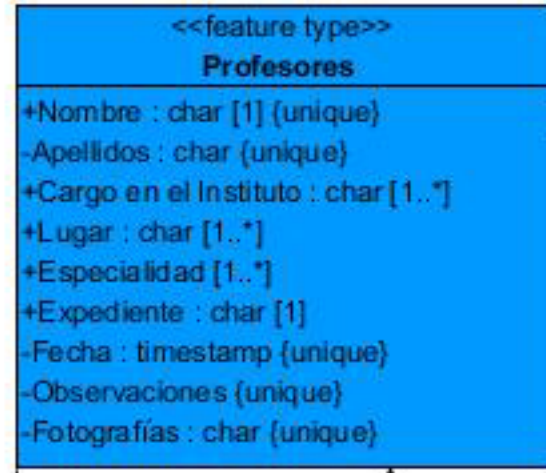 <<feature type>>
Profesores
+Nombre : char [1] {unique}
-Apellidos : char {unique}
+Cargo en el Instituto : char [1..*]
+Lugar : char [1..*]
+Especialidad [1..*]
+Expediente : char [1]
-Fecha : timestamp {unique}
-Observaciones {unique}
-Fotografías : char {unique}